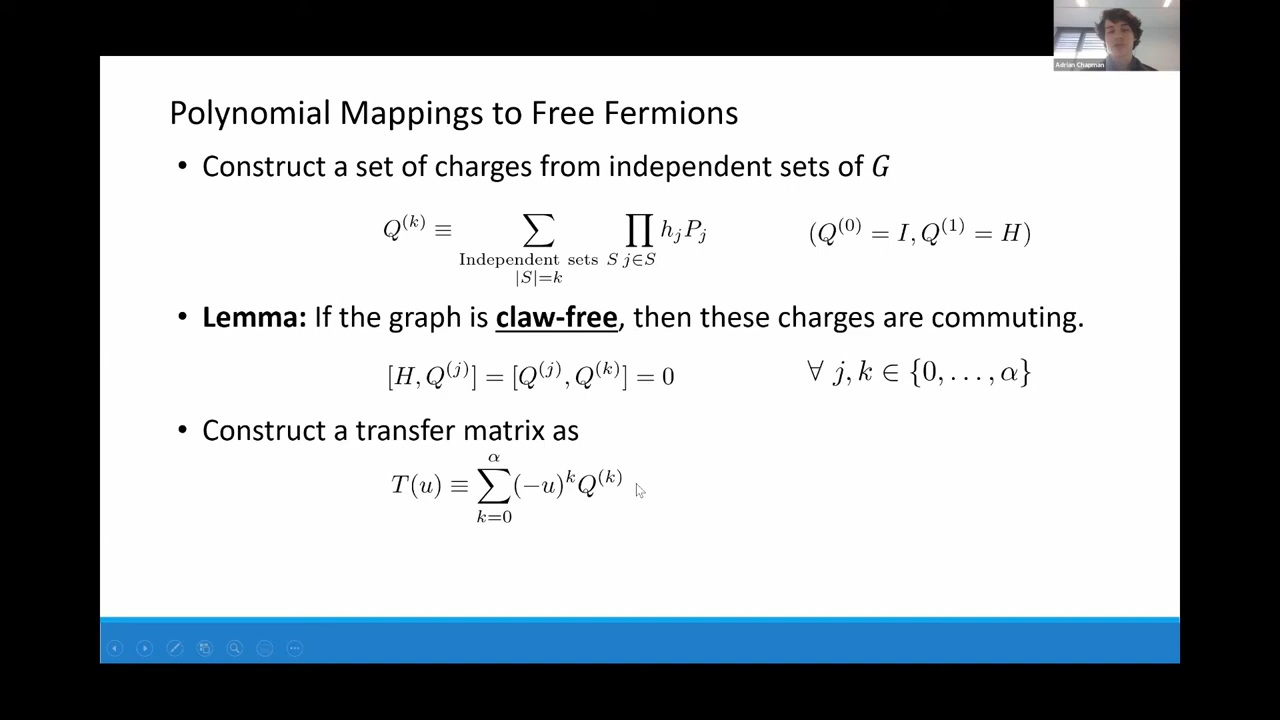 Adrian Chapman
Polynomial Mappings to Free Fermions
• Construct a set of charges from independent sets of G
Q^{(k)} ≡ ∑_{Independent sets S, |S|=k} ∏_{j∈S} h_j P_j (Q^{(0)} = I, Q^{(1)} = H)
• Lemma: If the graph is claw-free, then these charges are commuting.
[H, Q^{(j)}] = [Q^{(j)}, Q^{(k)}] = 0 ∀ j, k ∈ {0, . . . , α}
• Construct a transfer matrix as
T(u) ≡ ∑_{k=0}^{α} (−u)^k Q^{(k)}